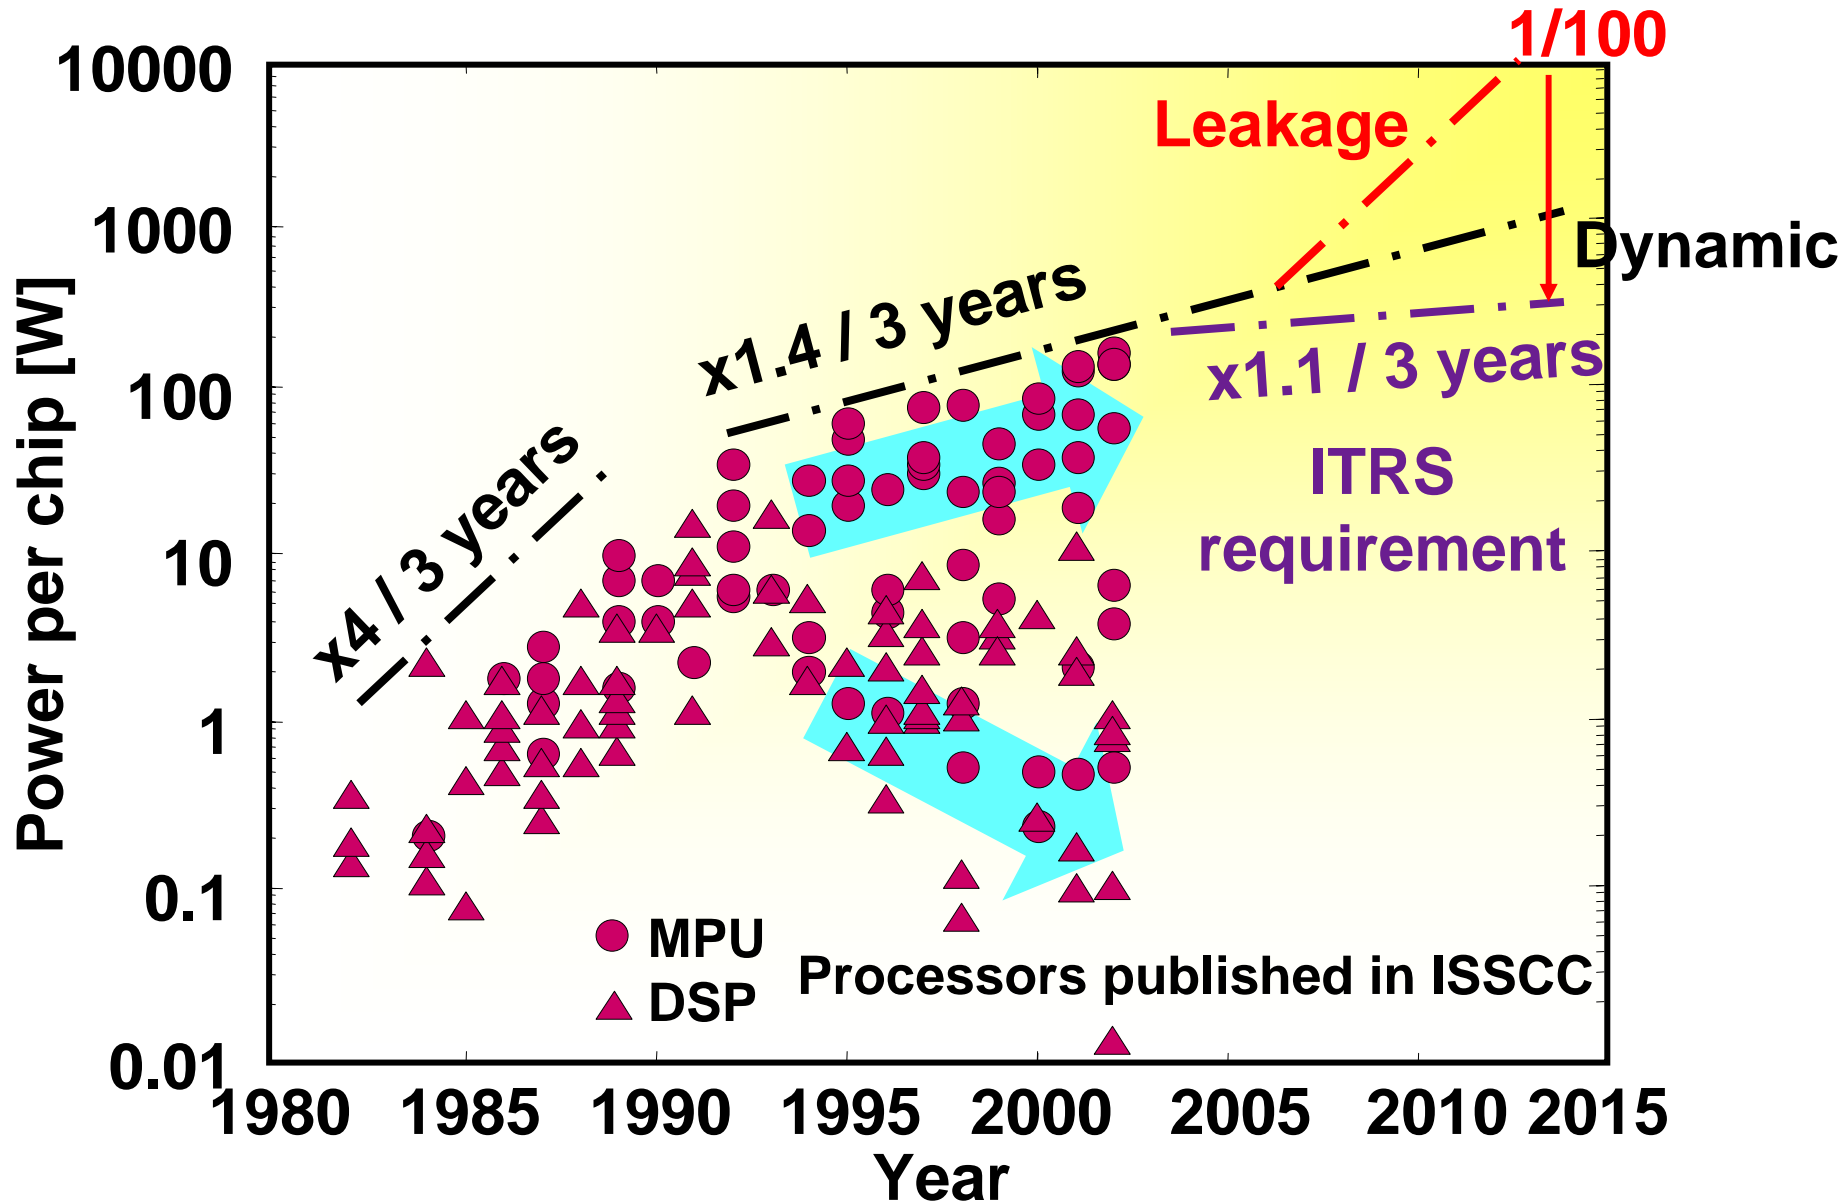 1/100
10000
Leakage
1000
Dynamic
x1.4 / 3 years
x1.1 / 3 years
100
ITRS
requirement
x4 / 3 years
10
1
0.1
MPU
DSP
Processors published in ISSCC
0.01
Power per chip [W]
1980 1985 1990 1995 2000 2005 2010 2015
Year